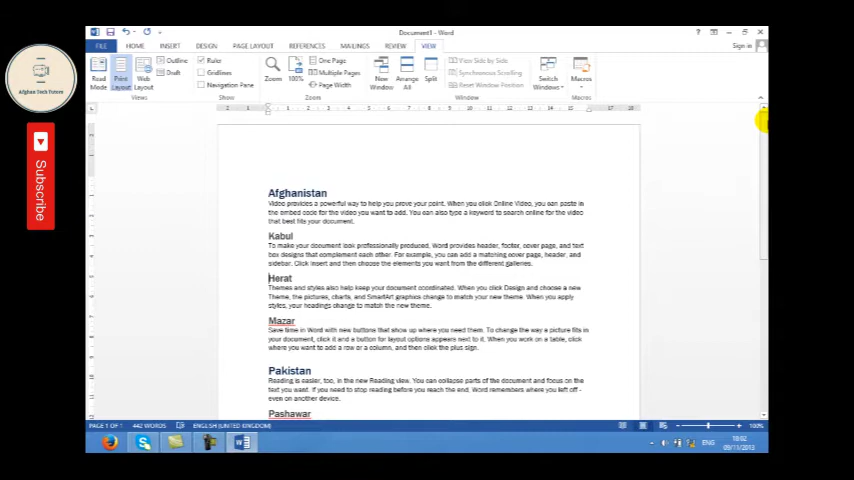 Document1 - Word
Sign in
FILE HOME INSERT DESIGN PAGE LAYOUT REFERENCES MAILINGS REVIEW VIEW
Read Mode
Print Layout
Web Layout
Outline
Draft
Views
Ruler
Gridlines
Navigation Pane
Show
Zoom
100%
One Page
Multiple Pages
Page Width
Zoom
New Window
Arrange All
Split
View Side by Side
Synchronous Scrolling
Reset Window Position
Window
Switch Windows
Macros
Macros
Afghan Tech Tutors
Subscribe
Afghanistan
Video provides a powerful way to help you prove your point. When you click Online Video, you can paste in
the embed code for the video you want to add. You can also type a keyword to search online for the video
that best fits your document.
Kabul
To make your document look professionally produced, Word provides header, footer, cover page, and text
box designs that complement each other. For example, you can add a matching cover page, header, and
sidebar. Click Insert and then choose the elements you want from the different galleries.
Herat
Themes and styles also help keep your document coordinated. When you click Design and choose a new
Theme, the pictures, charts, and SmartArt graphics change to match your new theme. When you apply
styles, your headings change to match the new theme.
Mazar
Save time in Word with new buttons that show up where you need them. To change the way a picture fits in
your document, click it and a button for layout options appears next to it. When you work on a table, click
where you want to add a row or a column, and then click the plus sign.
Pakistan
Reading is easier, too, in the new Reading view. You can collapse parts of the document and focus on the
text you want. If you need to stop reading before you reach the end, Word remembers where you left off -
even on another device.
Pashawar
PAGE 1 OF 1 442 WORDS ENGLISH (UNITED KINGDOM) 100%
ENG
18:02
09/11/2013